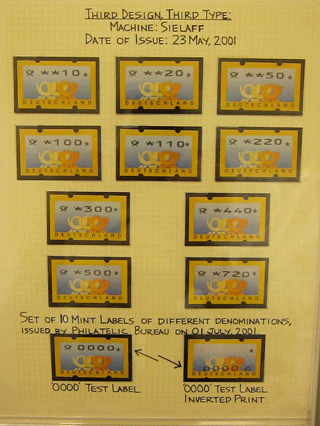 Third Design, Third Type:
Machine: Sielaff
Date of Issue: 23 May, 2001
**10* **20* **50*
DEUTSCHLAND DEUTSCHLAND DEUTSCHLAND
*100* *110* *220*
DEUTSCHLAND DEUTSCHLAND DEUTSCHLAND
*300* *440*
DEUTSCHLAND DEUTSCHLAND
*500* *720*
DEUTSCHLAND DEUTSCHLAND
Set of 10 Mint Labels of different denominations,
issued by Philatelic Bureau on 01 July, 2001
0000* 0000*
DEUTSCHLAND DEUTSCHLAND
'0000' Test Label '0000' Test Label
Inverted Print